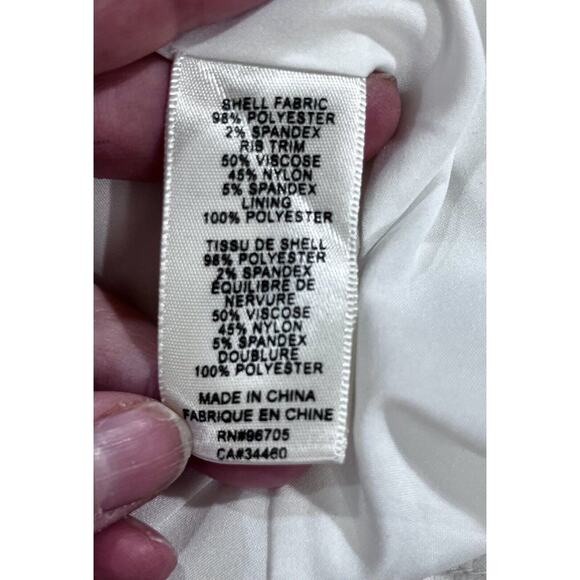 SHELL FABRIC
98% POLYESTER
2% SPANDEX
RIB TRIM
50% VISCOSE
45% NYLON
5% SPANDEX
LINING
100% POLYESTER
TISSU DE SHELL
98% POLYESTER
2% SPANDEX
EQUILIBRE DE
NERVURE
50% VISCOSE
45% NYLON
5% SPANDEX
DOUBLURE
100% POLYESTER
MADE IN CHINA
FABRIQUE EN CHINE
RN#96705
CA#34460